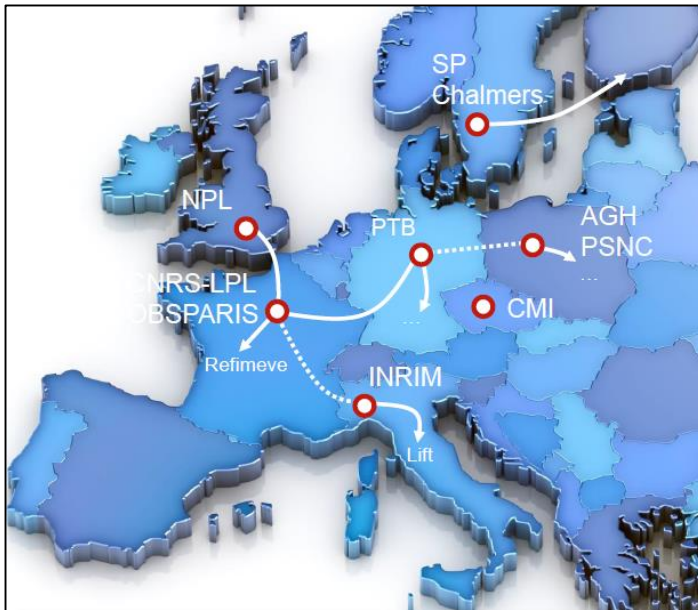 SP
Chalmers
NPL
PTB
AGH
PSNC
...
CNRS-LPL
OBSPARIS
...
CMI
Refimeve
INRIM
Lift